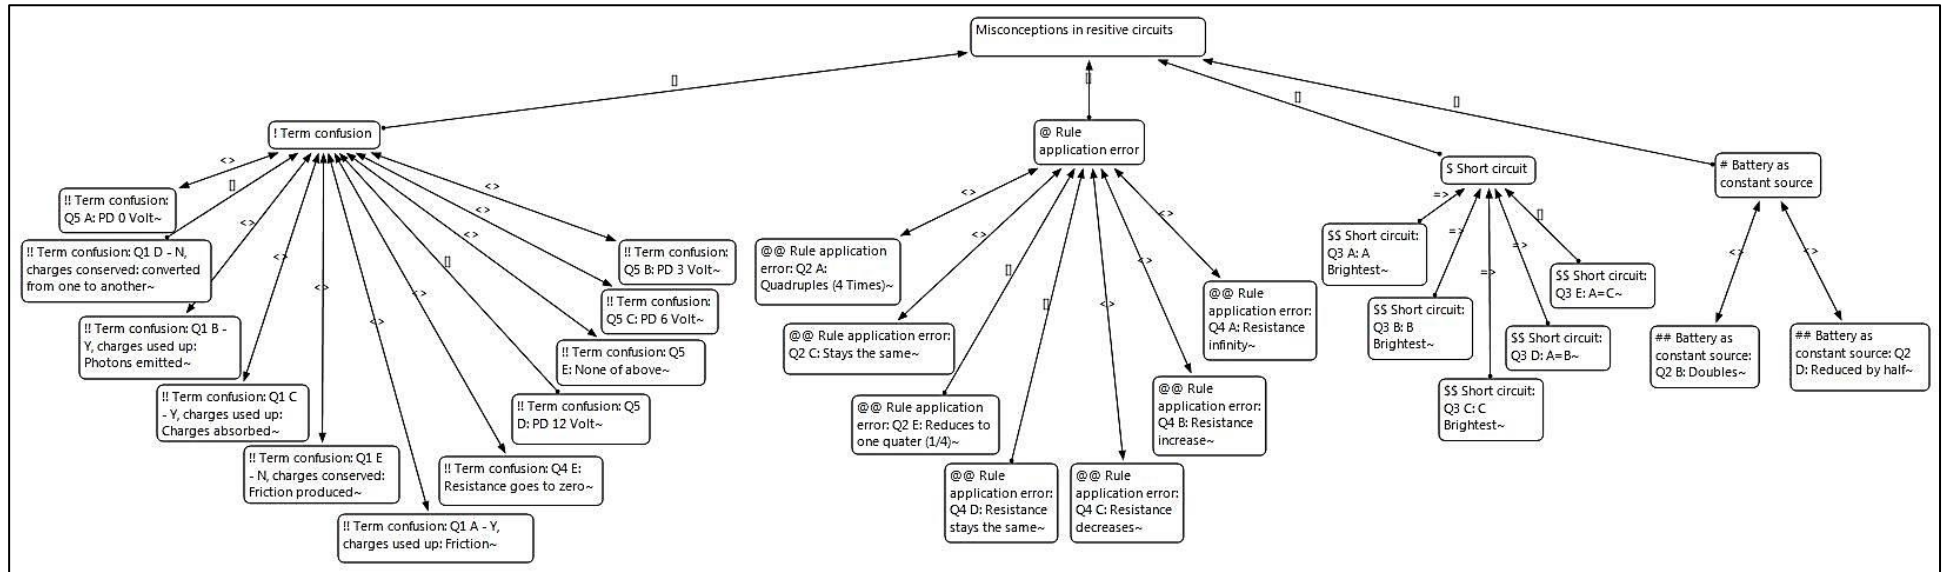 Misconceptions in resitive circuits
[]
[]
[]
[]
! Term confusion
@ Rule
application error
$ Short circuit
# Battery as
constant source
<>
[]
<>
<>
<>
<>
<>
[]
<>
<>
<>
!! Term confusion:
Q5 A: PD 0 Volt~
!! Term confusion: Q1 D - N,
charges conserved: converted
from one to another~
!! Term confusion: Q1 B -
Y, charges used up:
Photons emitted~
!! Term confusion: Q1 C
- Y, charges used up:
Charges absorbed~
!! Term confusion: Q1 E
- N, charges conserved:
Friction produced~
!! Term confusion: Q1 A - Y,
charges used up: Friction~
!! Term confusion: Q4 E:
Resistance goes to zero~
!! Term confusion: Q5
D: PD 12 Volt~
!! Term confusion: Q5
E: None of above~
!! Term confusion:
Q5 C: PD 6 Volt~
!! Term confusion:
Q5 B: PD 3 Volt~
<>
<>
[]
[]
<>
<>
<>
@@ Rule application
error: Q2 A:
Quadruples (4 Times)~
@@ Rule application error:
Q2 C: Stays the same~
@@ Rule application
error: Q2 E: Reduces to
one quater (1/4)~
@@ Rule
application error:
Q4 D: Resistance
stays the same~
@@ Rule
application error:
Q4 C: Resistance
decreases~
@@ Rule
application error:
Q4 B: Resistance
increase~
@@ Rule
application error:
Q4 A: Resistance
infinity~
=>
=>
=>
=>
[]
$$ Short circuit:
Q3 A: A
Brightest~
$$ Short circuit:
Q3 B: B
Brightest~
$$ Short circuit:
Q3 C: C
Brightest~
$$ Short circuit:
Q3 D: A=B~
$$ Short circuit:
Q3 E: A=C~
<>
<>
## Battery as
constant source:
Q2 B: Doubles~
## Battery as
constant source: Q2
D: Reduced by half~